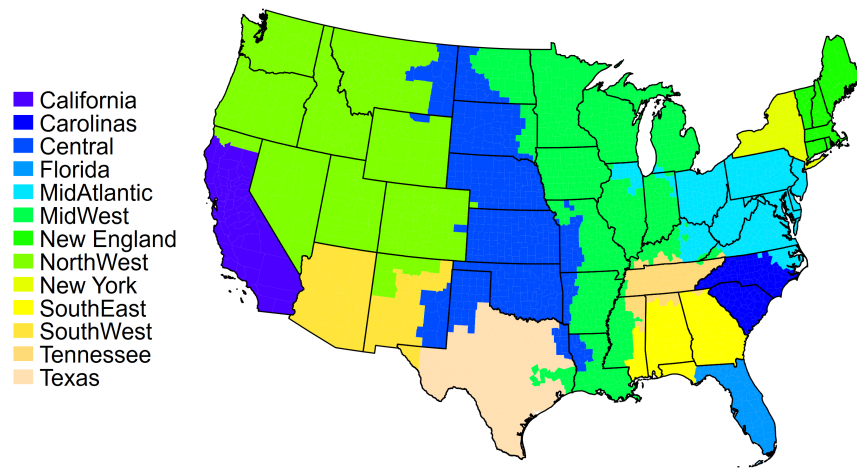 California
Carolinas
Central
Florida
MidAtlantic
MidWest
New England
NorthWest
New York
SouthEast
SouthWest
Tennessee
Texas